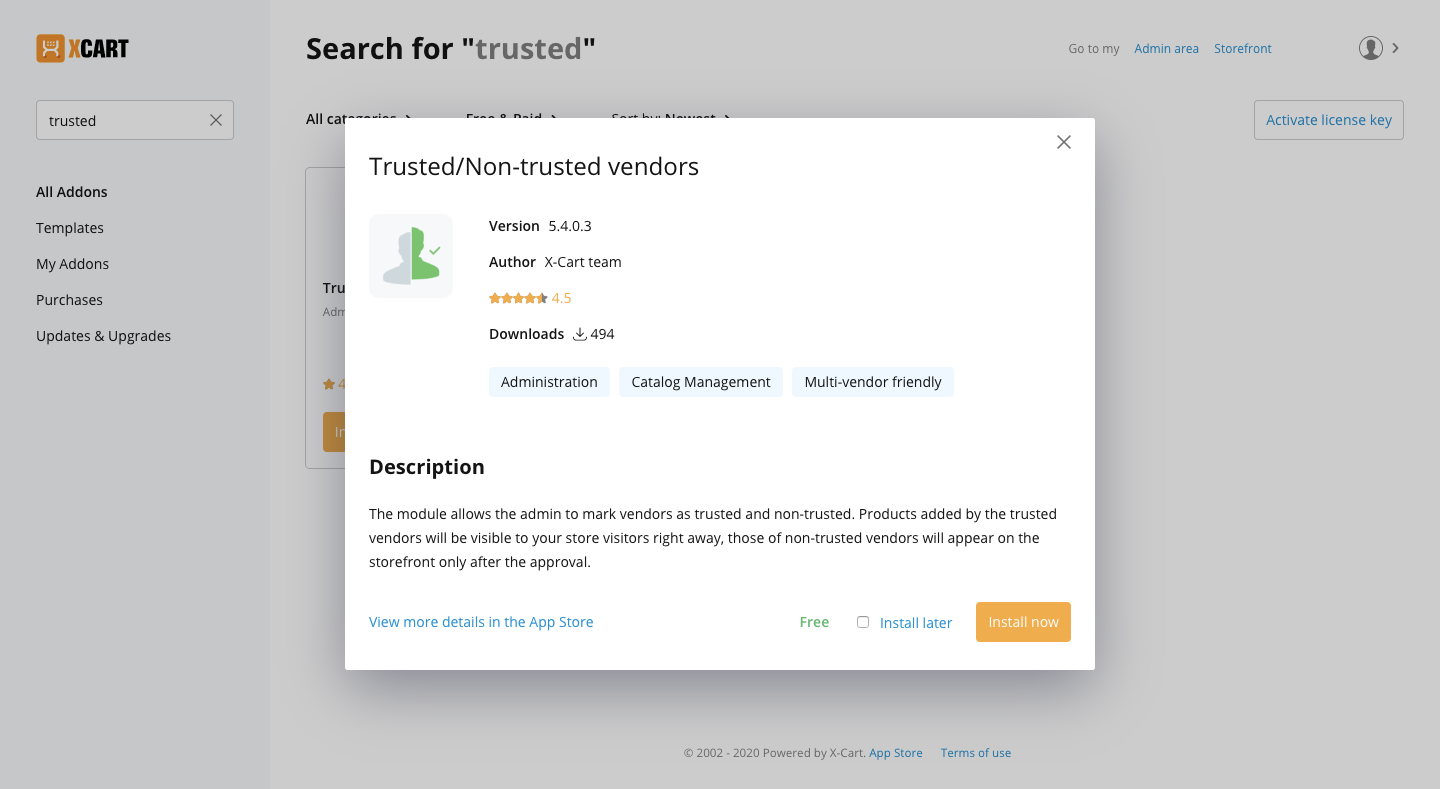 XCART
Search for "trusted"
Go to my Admin area Storefront
trusted
All categories Free & Paid Sort by: Newest
Activate license key
All Addons
Templates
My Addons
Purchases
Updates & Upgrades
Trusted/Non-trusted vendors
Version 5.4.0.3
Author X-Cart team
4.5
Downloads 494
Administration Catalog Management Multi-vendor friendly
Description
The module allows the admin to mark vendors as trusted and non-trusted. Products added by the trusted
vendors will be visible to your store visitors right away, those of non-trusted vendors will appear on the
storefront only after the approval.
View more details in the App Store Free Install later Install now
© 2002 - 2020 Powered by X-Cart. App Store Terms of use